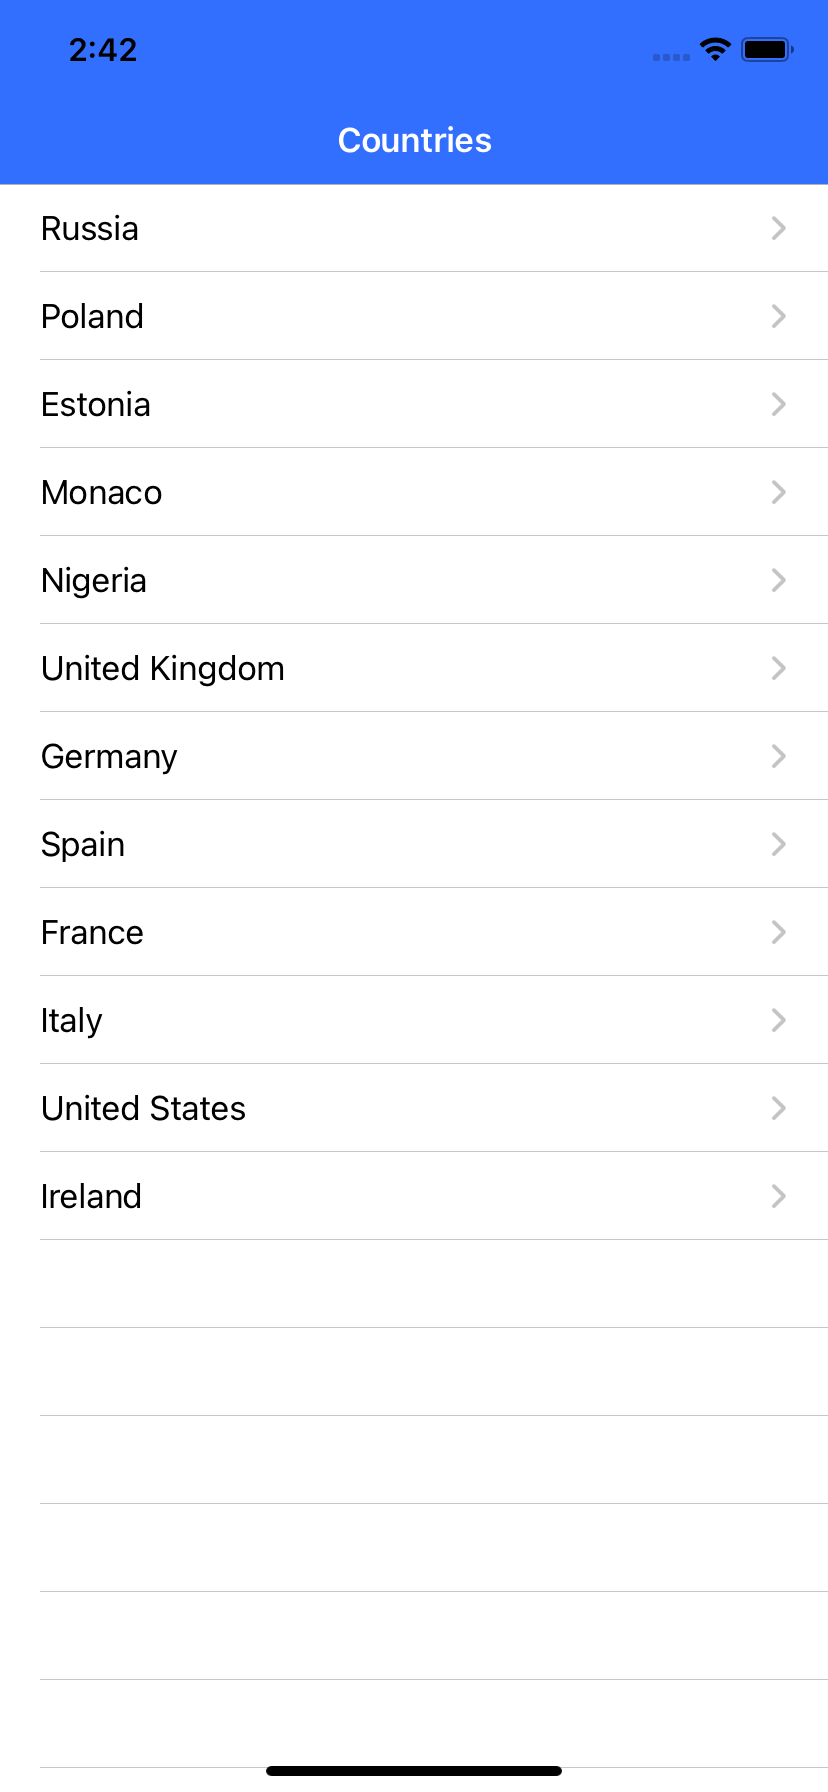 2:42
Countries
Russia
Poland
Estonia
Monaco
Nigeria
United Kingdom
Germany
Spain
France
Italy
United States
Ireland